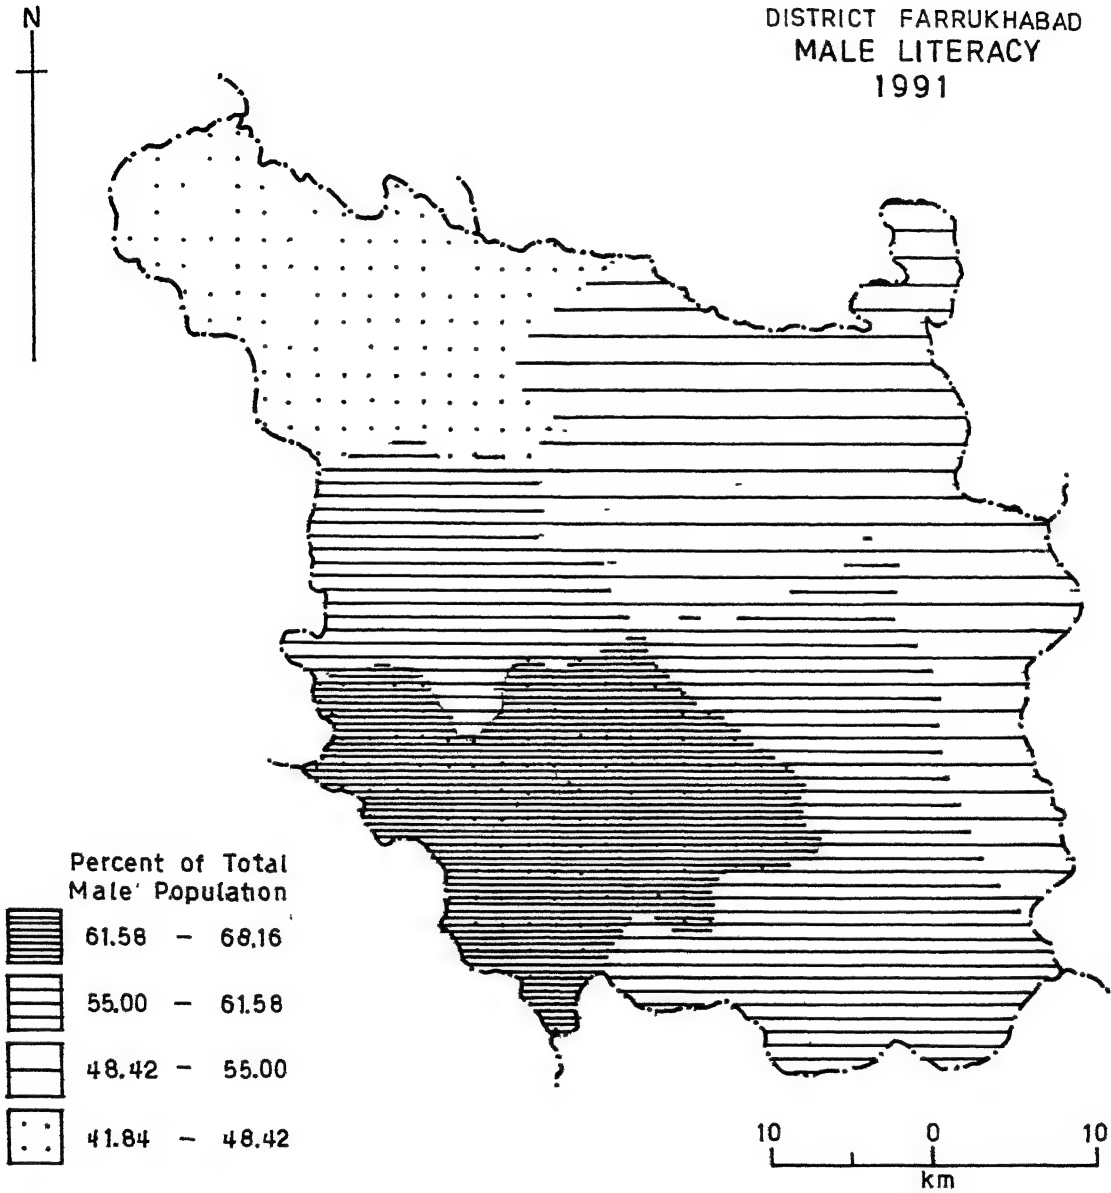 N
DISTRICT FARRUKHABAD
MALE LITERACY
1991
Percent of Total
Male' Population
61.58 – 68.16
55.00 – 61.58
48.42 – 55.00
41.84 – 48.42
10 0 10
km